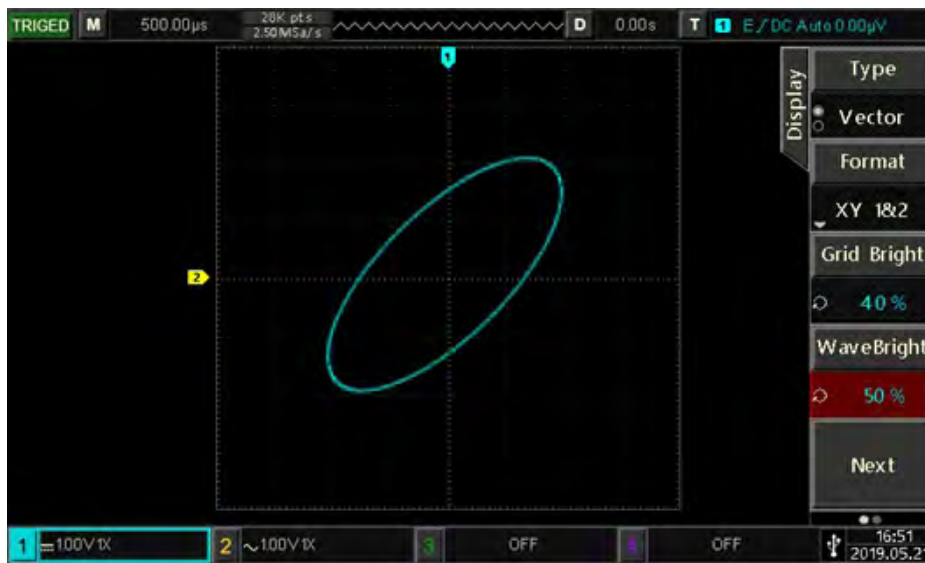 TRIGED M 500.00μs 28K pts D 0.00s T 1 E DC Auto 0.00μV
2.50MSa/s
1
Display
Type
Vector
Format
XY 1&2
2
Grid Bright
40%
WaveBright
50%
Next
1 1.00V 1X 2 1.00V 1X 3 OFF 4 OFF 16:51
2019.05.21